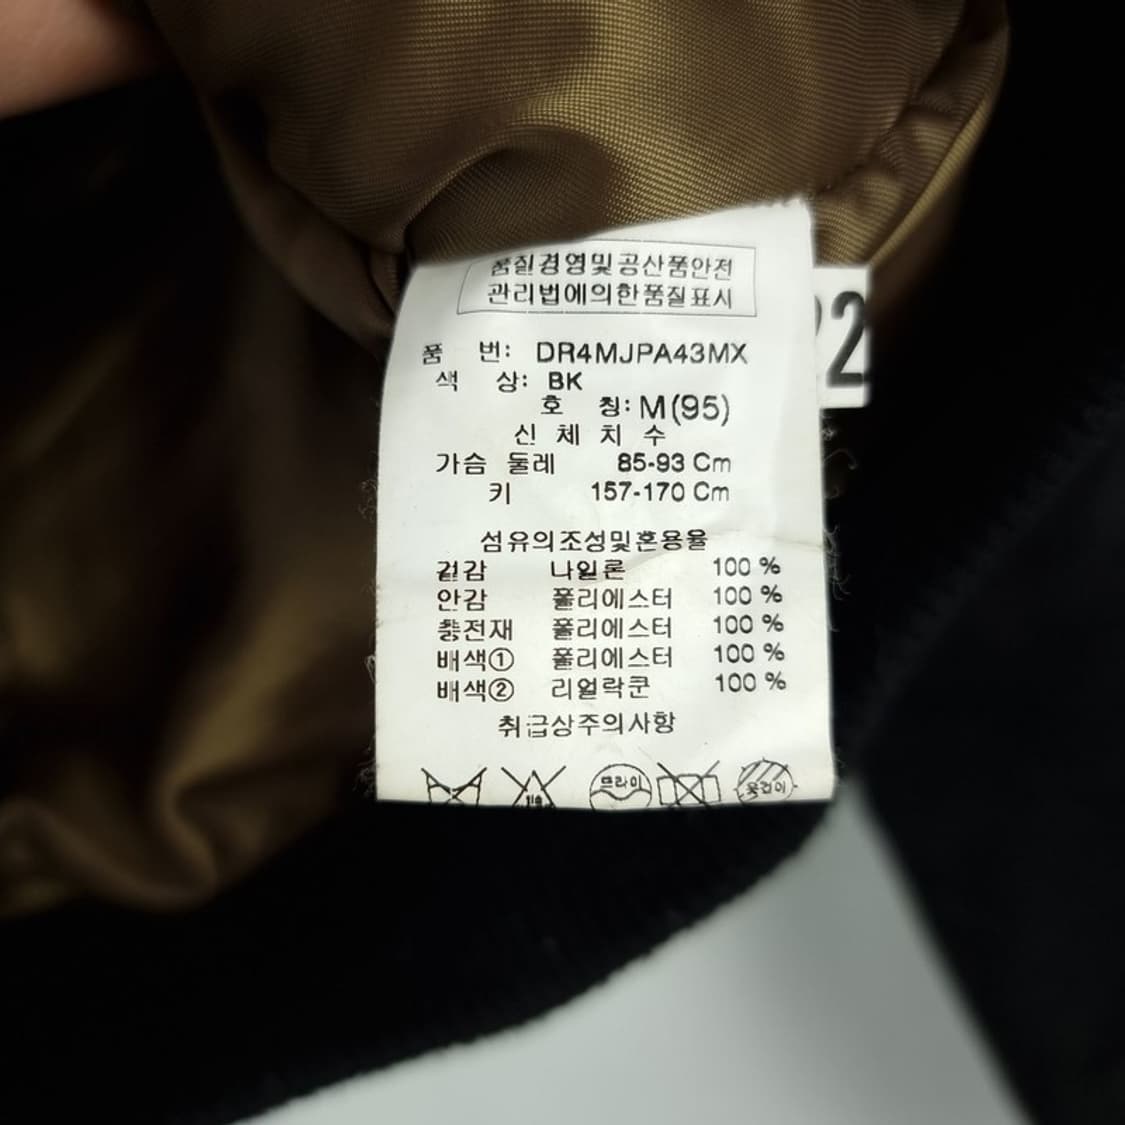 품질경영및공산품안전
관리법에의한품질표시
품 번: DR4MJPA43MX
색 상: BK
호 칭: M(95)
신 체 치 수
가슴 둘레 85-93 Cm
키 157-170 Cm
섬유의조성및혼용율
겉감 나일론 100 %
안감 폴리에스터 100 %
충전재 폴리에스터 100 %
배색① 폴리에스터 100 %
배색② 리얼락쿤 100 %
취급상주의사항
드라이
옷걸이
2